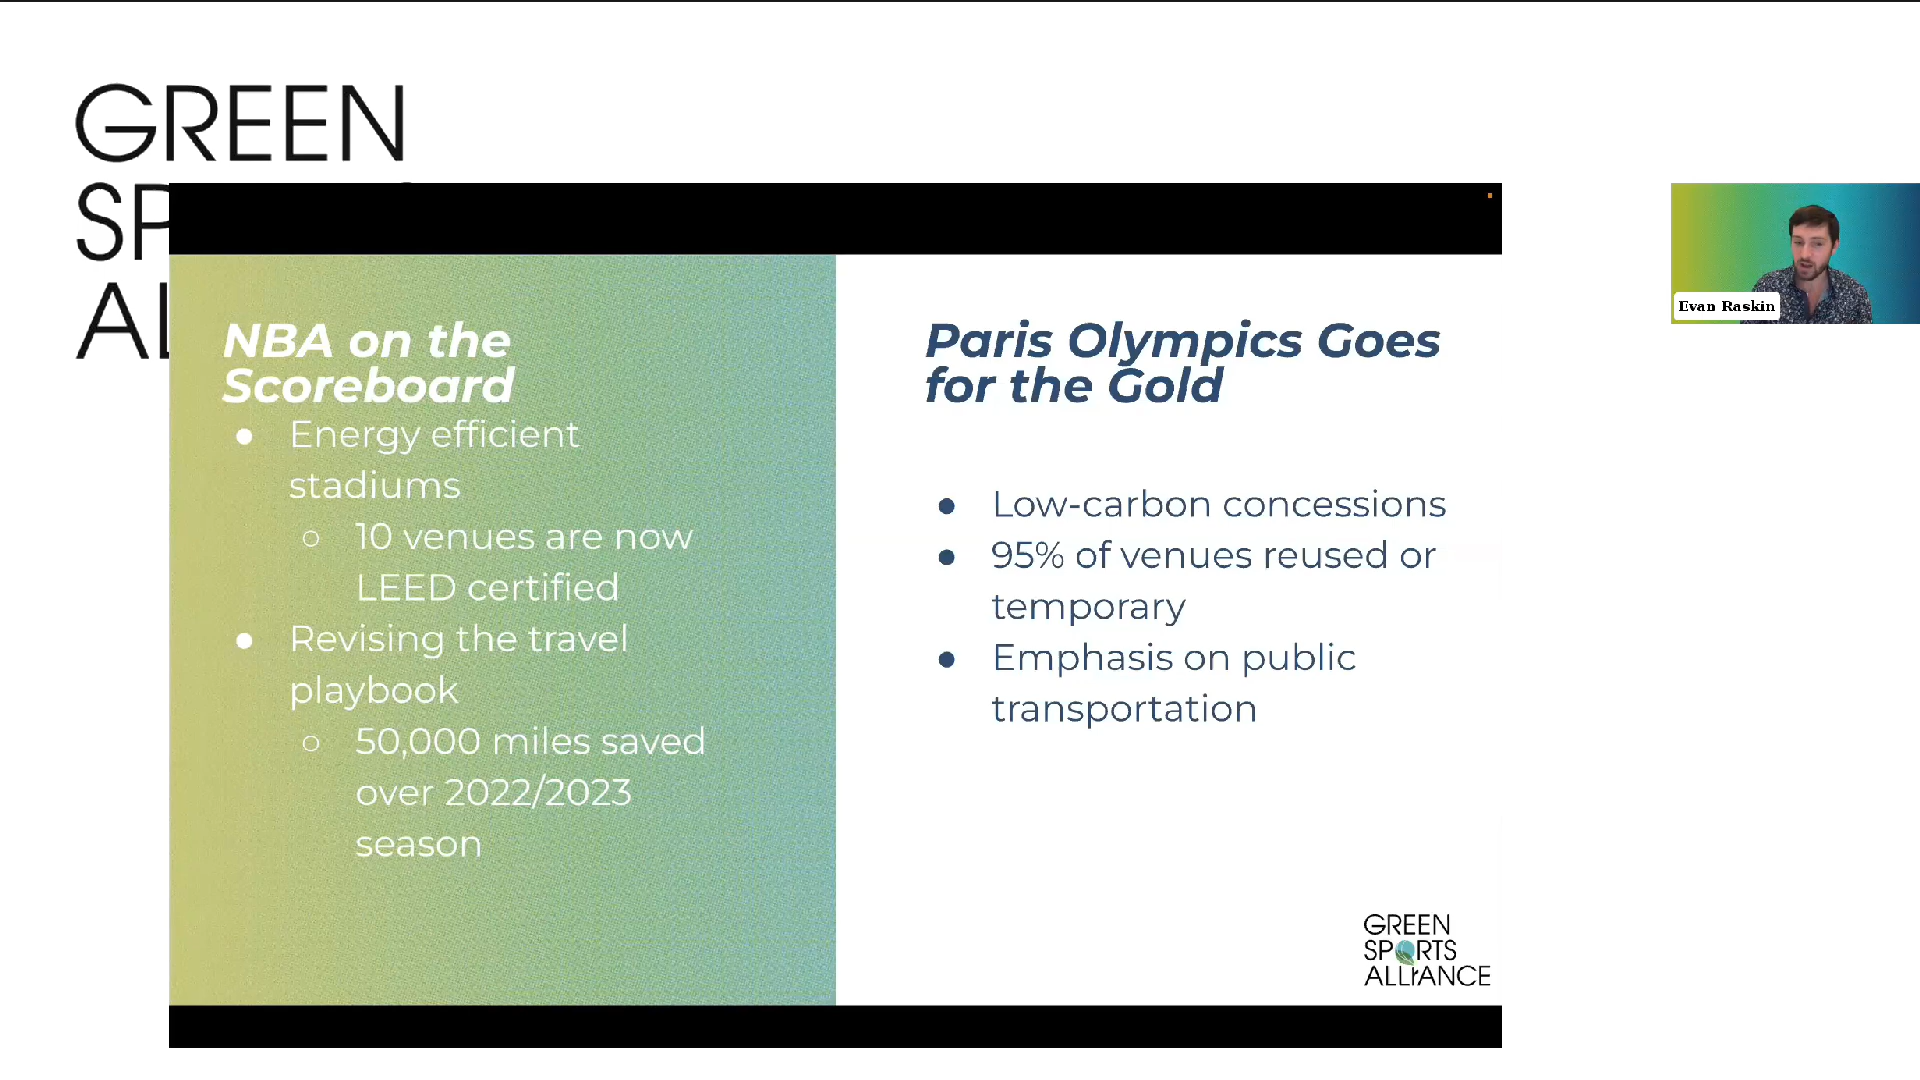 GREEN
SP
AL
NBA on the
Scoreboard
● Energy efficient
stadiums
○ 10 venues are now
LEED certified
● Revising the travel
playbook
○ 50,000 miles saved
over 2022/2023
season
Paris Olympics Goes
for the Gold
● Low-carbon concessions
● 95% of venues reused or
temporary
● Emphasis on public
transportation
GREEN
SPORTS
ALLIANCE
Evan Raskin